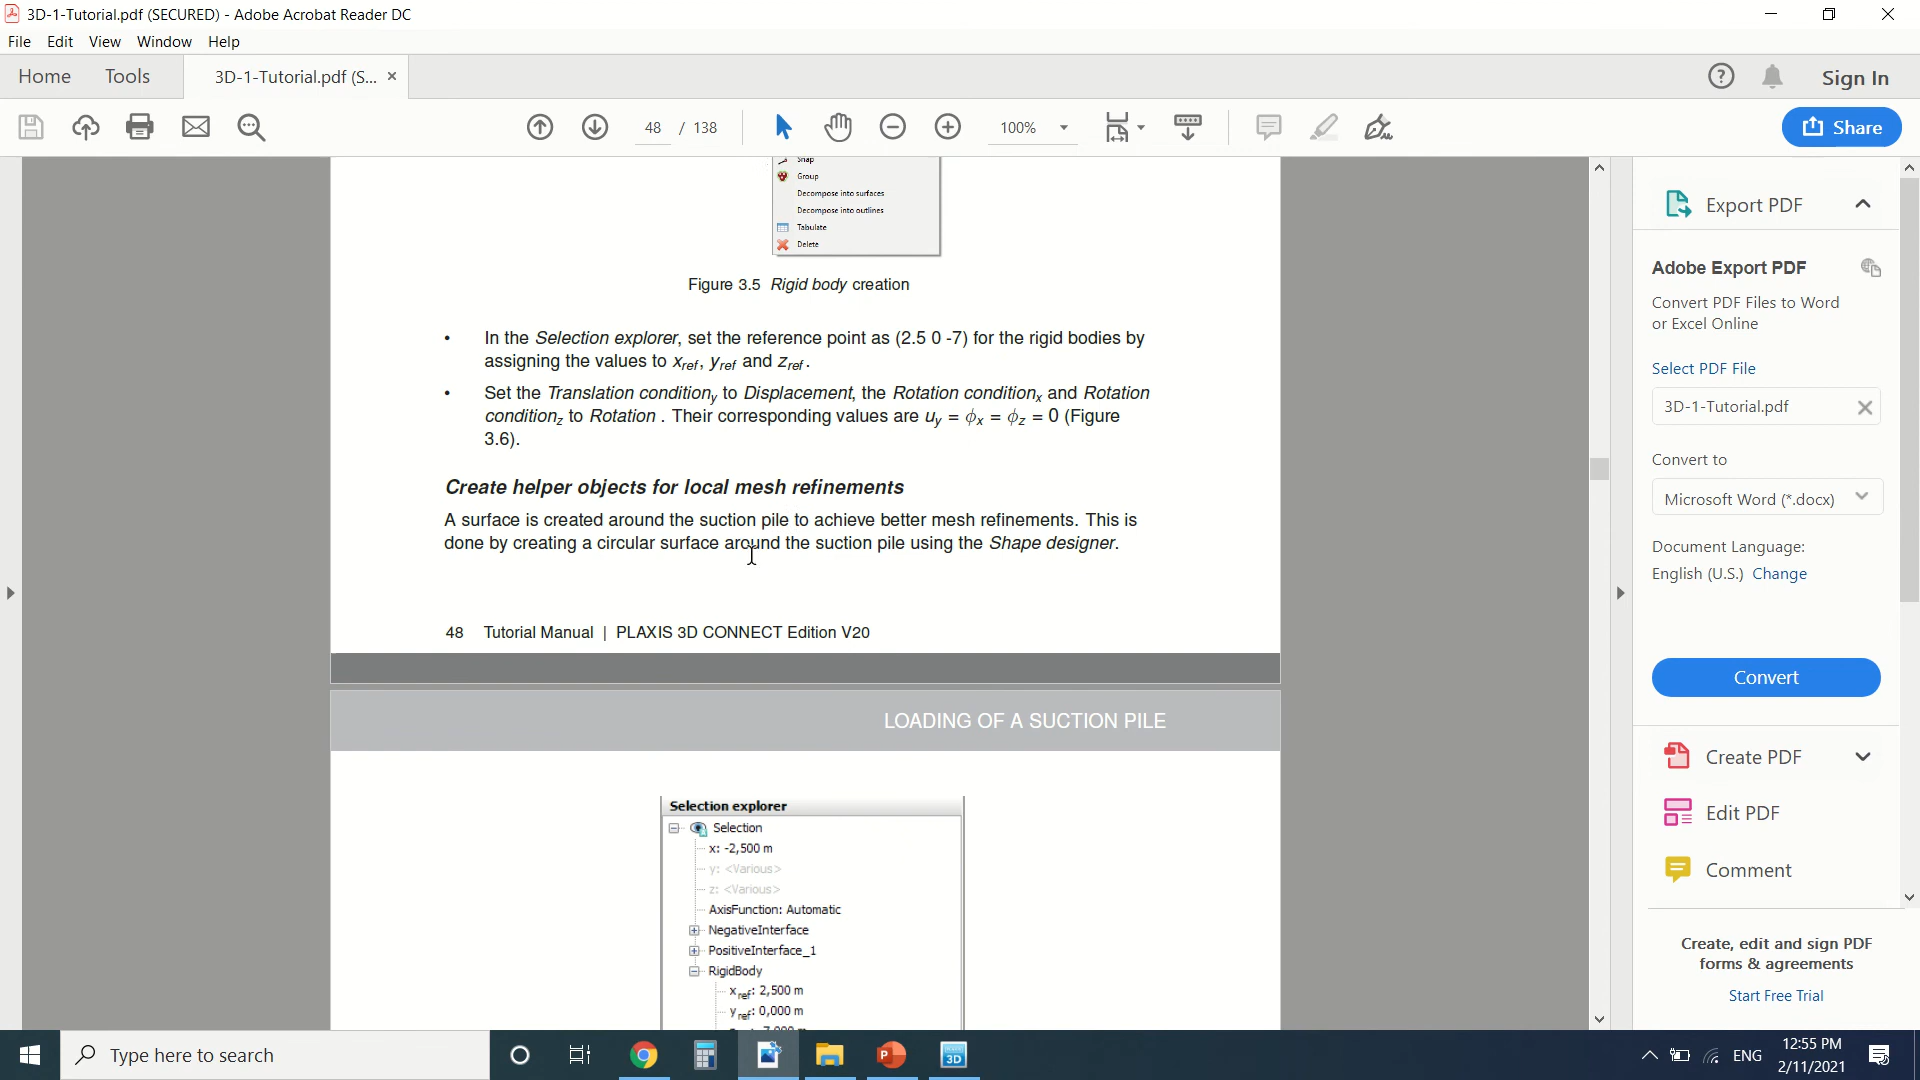 3D-1-Tutorial.pdf (SECURED) - Adobe Acrobat Reader DC
File Edit View Window Help
Home Tools 3D-1-Tutorial.pdf (S... × Sign In
48 / 138 100% Share
Snap
Group
Decompose into surfaces
Decompose into outlines
Tabulate
Delete
Figure 3.5 Rigid body creation
• In the Selection explorer, set the reference point as (2.5 0 -7) for the rigid bodies by
assigning the values to xref, yref and zref.
• Set the Translation conditiony to Displacement, the Rotation conditionx and Rotation
conditionz to Rotation . Their corresponding values are uy = ϕx = ϕz = 0 (Figure
3.6).
Create helper objects for local mesh refinements
A surface is created around the suction pile to achieve better mesh refinements. This is
done by creating a circular surface around the suction pile using the Shape designer.
48 Tutorial Manual | PLAXIS 3D CONNECT Edition V20
LOADING OF A SUCTION PILE
Selection explorer
Selection
x: -2,500 m
y: <Various>
z: <Various>
AxisFunction: Automatic
NegativeInterface
PositiveInterface_1
RigidBody
xref: 2,500 m
yref: 0,000 m
Export PDF
Adobe Export PDF
Convert PDF Files to Word
or Excel Online
Select PDF File
3D-1-Tutorial.pdf
Convert to
Microsoft Word (*.docx)
Document Language:
English (U.S.) Change
Convert
Create PDF
Edit PDF
Comment
Create, edit and sign PDF
forms & agreements
Start Free Trial
Type here to search
3D
ENG
12:55 PM
2/11/2021